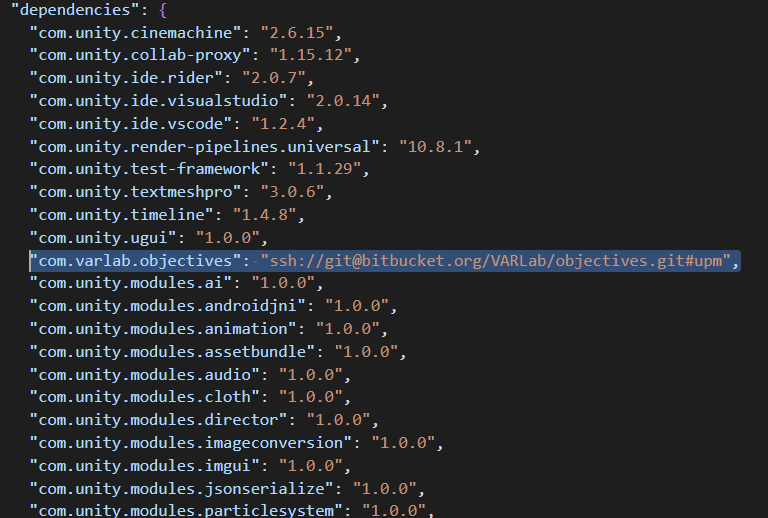 "dependencies": {
"com.unity.cinemachine": "2.6.15",
"com.unity.collab-proxy": "1.15.12",
"com.unity.ide.rider": "2.0.7",
"com.unity.ide.visualstudio": "2.0.14",
"com.unity.ide.vscode": "1.2.4",
"com.unity.render-pipelines.universal": "10.8.1",
"com.unity.test-framework": "1.1.29",
"com.unity.textmeshpro": "3.0.6",
"com.unity.timeline": "1.4.8",
"com.unity.ugui": "1.0.0",
"com.varlab.objectives": "ssh://git@bitbucket.org/VARLab/objectives.git#upm",
"com.unity.modules.ai": "1.0.0",
"com.unity.modules.androidjni": "1.0.0",
"com.unity.modules.animation": "1.0.0",
"com.unity.modules.assetbundle": "1.0.0",
"com.unity.modules.audio": "1.0.0",
"com.unity.modules.cloth": "1.0.0",
"com.unity.modules.director": "1.0.0",
"com.unity.modules.imageconversion": "1.0.0",
"com.unity.modules.imgui": "1.0.0",
"com.unity.modules.jsonserialize": "1.0.0",
"com.unity.modules.particlesystem": "1.0.0",